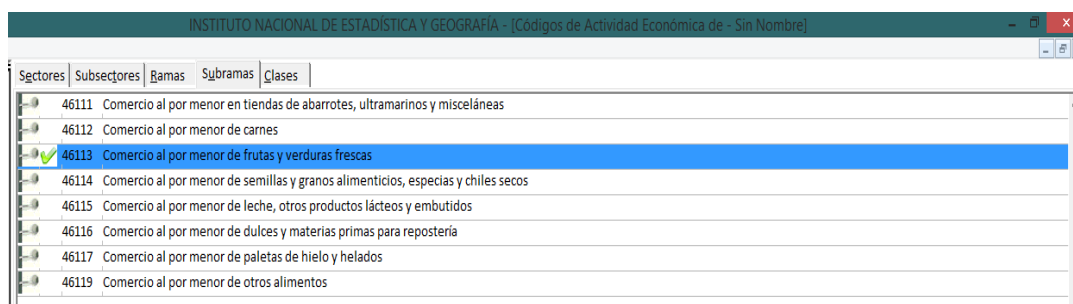 INSTITUTO NACIONAL DE ESTADÍSTICA Y GEOGRAFÍA - [Códigos de Actividad Económica de - Sin Nombre]
Sectores Subsectores Ramas Subramas Clases
46111 Comercio al por menor en tiendas de abarrotes, ultramarinos y misceláneas
46112 Comercio al por menor de carnes
46113 Comercio al por menor de frutas y verduras frescas
46114 Comercio al por menor de semillas y granos alimenticios, especias y chiles secos
46115 Comercio al por menor de leche, otros productos lácteos y embutidos
46116 Comercio al por menor de dulces y materias primas para repostería
46117 Comercio al por menor de paletas de hielo y helados
46119 Comercio al por menor de otros alimentos